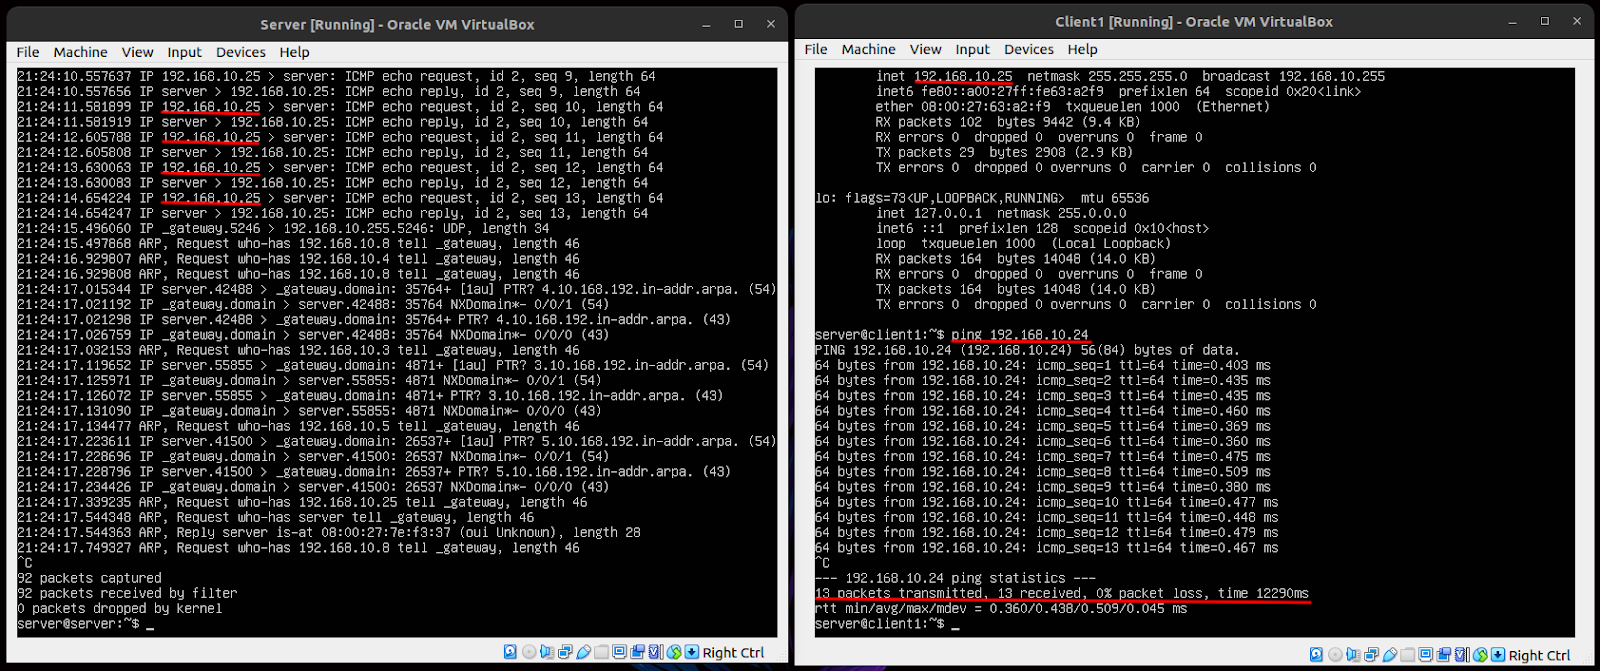 Server [Running] - Oracle VM VirtualBox
File Machine View Input Devices Help
21:24:10.557637 IP 192.168.10.25 > server: ICMP echo request, id 2, seq 9, length 64
21:24:10.557656 IP server > 192.168.10.25: ICMP echo reply, id 2, seq 9, length 64
21:24:11.581899 IP 192.168.10.25 > server: ICMP echo request, id 2, seq 10, length 64
21:24:11.581919 IP server > 192.168.10.25: ICMP echo reply, id 2, seq 10, length 64
21:24:12.605788 IP 192.168.10.25 > server: ICMP echo request, id 2, seq 11, length 64
21:24:12.605808 IP server > 192.168.10.25: ICMP echo reply, id 2, seq 11, length 64
21:24:13.630063 IP 192.168.10.25 > server: ICMP echo request, id 2, seq 12, length 64
21:24:13.630083 IP server > 192.168.10.25: ICMP echo reply, id 2, seq 12, length 64
21:24:14.654224 IP 192.168.10.25 > server: ICMP echo request, id 2, seq 13, length 64
21:24:14.654247 IP server > 192.168.10.25: ICMP echo reply, id 2, seq 13, length 64
21:24:15.496060 IP _gateway.5246 > 192.168.10.255.5246: UDP, length 34
21:24:15.497868 ARP, Request who-has 192.168.10.8 tell _gateway, length 46
21:24:16.929807 ARP, Request who-has 192.168.10.4 tell _gateway, length 46
21:24:16.929808 ARP, Request who-has 192.168.10.8 tell _gateway, length 46
21:24:17.015344 IP server.42488 > _gateway.domain: 35764+ [1au] PTR? 4.10.168.192.in-addr.arpa. (54)
21:24:17.021192 IP _gateway.domain > server.42488: 35764 NXDomain*- 0/0/1 (54)
21:24:17.021298 IP server.42488 > _gateway.domain: 35764+ PTR? 4.10.168.192.in-addr.arpa. (43)
21:24:17.026759 IP _gateway.domain > server.42488: 35764 NXDomain*- 0/0/0 (43)
21:24:17.032153 ARP, Request who-has 192.168.10.3 tell _gateway, length 46
21:24:17.119652 IP server.55855 > _gateway.domain: 4871+ [1au] PTR? 3.10.168.192.in-addr.arpa. (54)
21:24:17.125971 IP _gateway.domain > server.55855: 4871 NXDomain*- 0/0/1 (54)
21:24:17.126072 IP server.55855 > _gateway.domain: 4871+ PTR? 3.10.168.192.in-addr.arpa. (43)
21:24:17.131090 IP _gateway.domain > server.55855: 4871 NXDomain*- 0/0/0 (43)
21:24:17.134477 ARP, Request who-has 192.168.10.5 tell _gateway, length 46
21:24:17.223611 IP server.41500 > _gateway.domain: 26537+ [1au] PTR? 5.10.168.192.in-addr.arpa. (54)
21:24:17.228696 IP _gateway.domain > server.41500: 26537 NXDomain*- 0/0/1 (54)
21:24:17.228796 IP server.41500 > _gateway.domain: 26537+ PTR? 5.10.168.192.in-addr.arpa. (43)
21:24:17.234426 IP _gateway.domain > server.41500: 26537 NXDomain*- 0/0/0 (43)
21:24:17.339235 ARP, Request who-has 192.168.10.25 tell _gateway, length 46
21:24:17.544348 ARP, Request who-has server tell _gateway, length 46
21:24:17.544363 ARP, Reply server is-at 08:00:27:7e:f3:37 (oui Unknown), length 28
21:24:17.749327 ARP, Request who-has 192.168.10.8 tell _gateway, length 46
^C
92 packets captured
92 packets received by filter
0 packets dropped by kernel
server@server:~$ _
Right Ctrl
Client1 [Running] - Oracle VM VirtualBox
File Machine View Input Devices Help
inet 192.168.10.25 netmask 255.255.255.0 broadcast 192.168.10.255
inet6 fe80::a00:27ff:fe63:a2f9 prefixlen 64 scopeid 0x20<link>
ether 08:00:27:63:a2:f9 txqueuelen 1000 (Ethernet)
RX packets 102 bytes 9442 (9.4 KB)
RX errors 0 dropped 0 overruns 0 frame 0
TX packets 29 bytes 2908 (2.9 KB)
TX errors 0 dropped 0 overruns 0 carrier 0 collisions 0
lo: flags=73<UP,LOOPBACK,RUNNING> mtu 65536
inet 127.0.0.1 netmask 255.0.0.0
inet6 ::1 prefixlen 128 scopeid 0x10<host>
loop txqueuelen 1000 (Local Loopback)
RX packets 164 bytes 14048 (14.0 KB)
RX errors 0 dropped 0 overruns 0 frame 0
TX packets 164 bytes 14048 (14.0 KB)
TX errors 0 dropped 0 overruns 0 carrier 0 collisions 0
server@client1:~$ ping 192.168.10.24
PING 192.168.10.24 (192.168.10.24) 56(84) bytes of data.
64 bytes from 192.168.10.24: icmp_seq=1 ttl=64 time=0.403 ms
64 bytes from 192.168.10.24: icmp_seq=2 ttl=64 time=0.435 ms
64 bytes from 192.168.10.24: icmp_seq=3 ttl=64 time=0.435 ms
64 bytes from 192.168.10.24: icmp_seq=4 ttl=64 time=0.460 ms
64 bytes from 192.168.10.24: icmp_seq=5 ttl=64 time=0.369 ms
64 bytes from 192.168.10.24: icmp_seq=6 ttl=64 time=0.360 ms
64 bytes from 192.168.10.24: icmp_seq=7 ttl=64 time=0.475 ms
64 bytes from 192.168.10.24: icmp_seq=8 ttl=64 time=0.509 ms
64 bytes from 192.168.10.24: icmp_seq=9 ttl=64 time=0.380 ms
64 bytes from 192.168.10.24: icmp_seq=10 ttl=64 time=0.477 ms
64 bytes from 192.168.10.24: icmp_seq=11 ttl=64 time=0.448 ms
64 bytes from 192.168.10.24: icmp_seq=12 ttl=64 time=0.479 ms
64 bytes from 192.168.10.24: icmp_seq=13 ttl=64 time=0.467 ms
^C
--- 192.168.10.24 ping statistics ---
13 packets transmitted, 13 received, 0% packet loss, time 12290ms
rtt min/avg/max/mdev = 0.360/0.438/0.509/0.045 ms
server@client1:~$ _
Right Ctrl